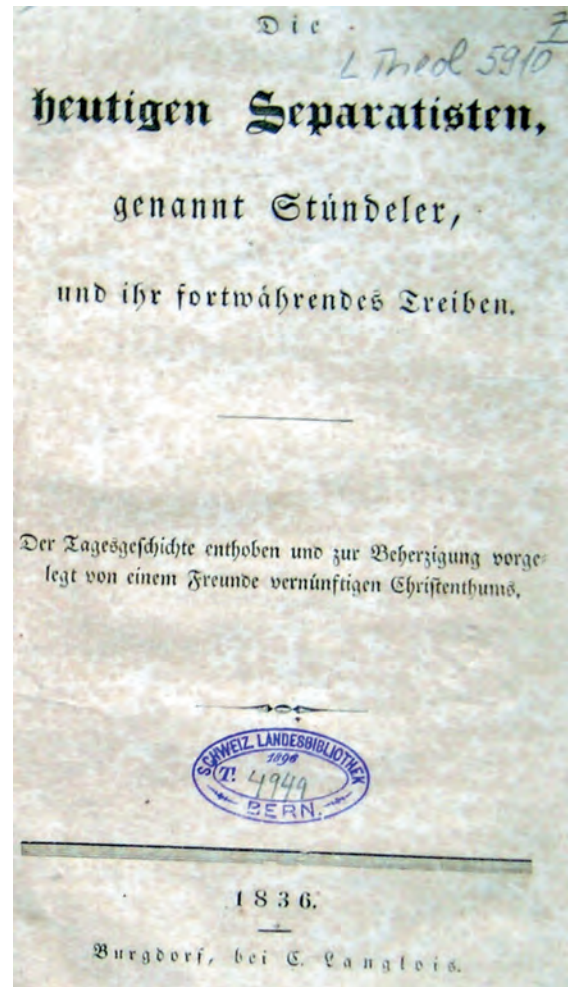 Die
L Theol 5910
heutigen Separatisten,
genannt Stündeler,
und ihr fortwährendes Treiben.
Der Tagesgeschichte enthoben und zur Beherzigung vorge-
legt von einem Freunde vernünftigen Christenthums.
SCHWEIZ. LANDESBIBLIOTHEK
1896
T! 4949
BERN.
1836.
Burgdorf, bei C. Langlois.